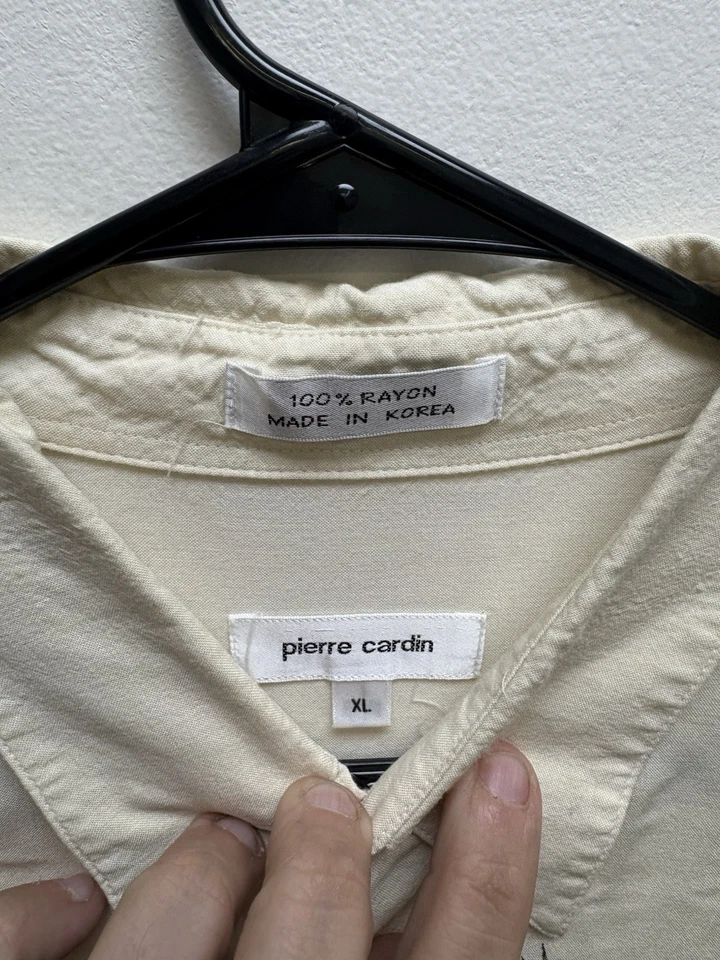 100% RAYON
MADE IN KOREA
pierre cardin
XL